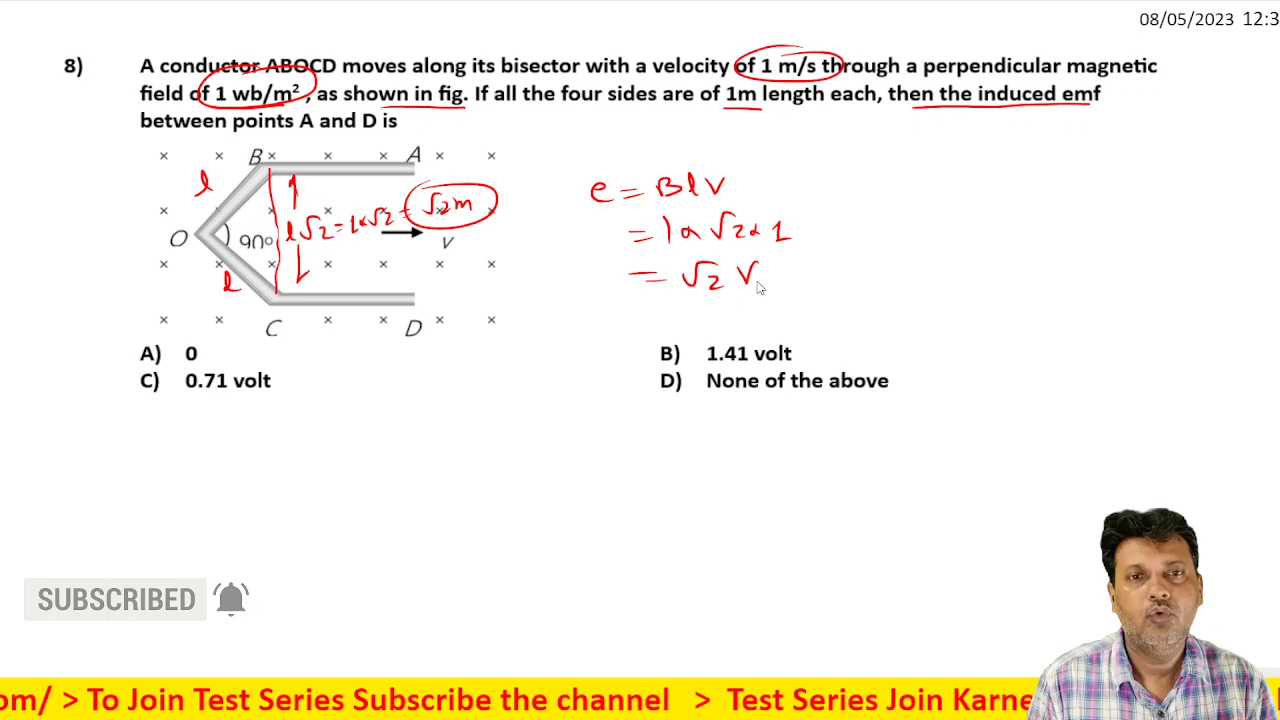 08/05/2023 12:3
8) A conductor ABOCD moves along its bisector with a velocity of 1 m/s through a perpendicular magnetic
field of 1 wb/m², as shown in fig. If all the four sides are of 1m length each, then the induced emf
between points A and D is
× × B × × × A × ×
l
× × × ×
l√2 = 1×√2 = √2 m
O 90° V
× × × × × × ×
l
× × C × × D × ×
e = Blv
= 1 × √2 × 1
= √2 V
A) 0
B) 1.41 volt
C) 0.71 volt
D) None of the above
SUBSCRIBED
om/ > To Join Test Series Subscribe the channel > Test Series Join Karne